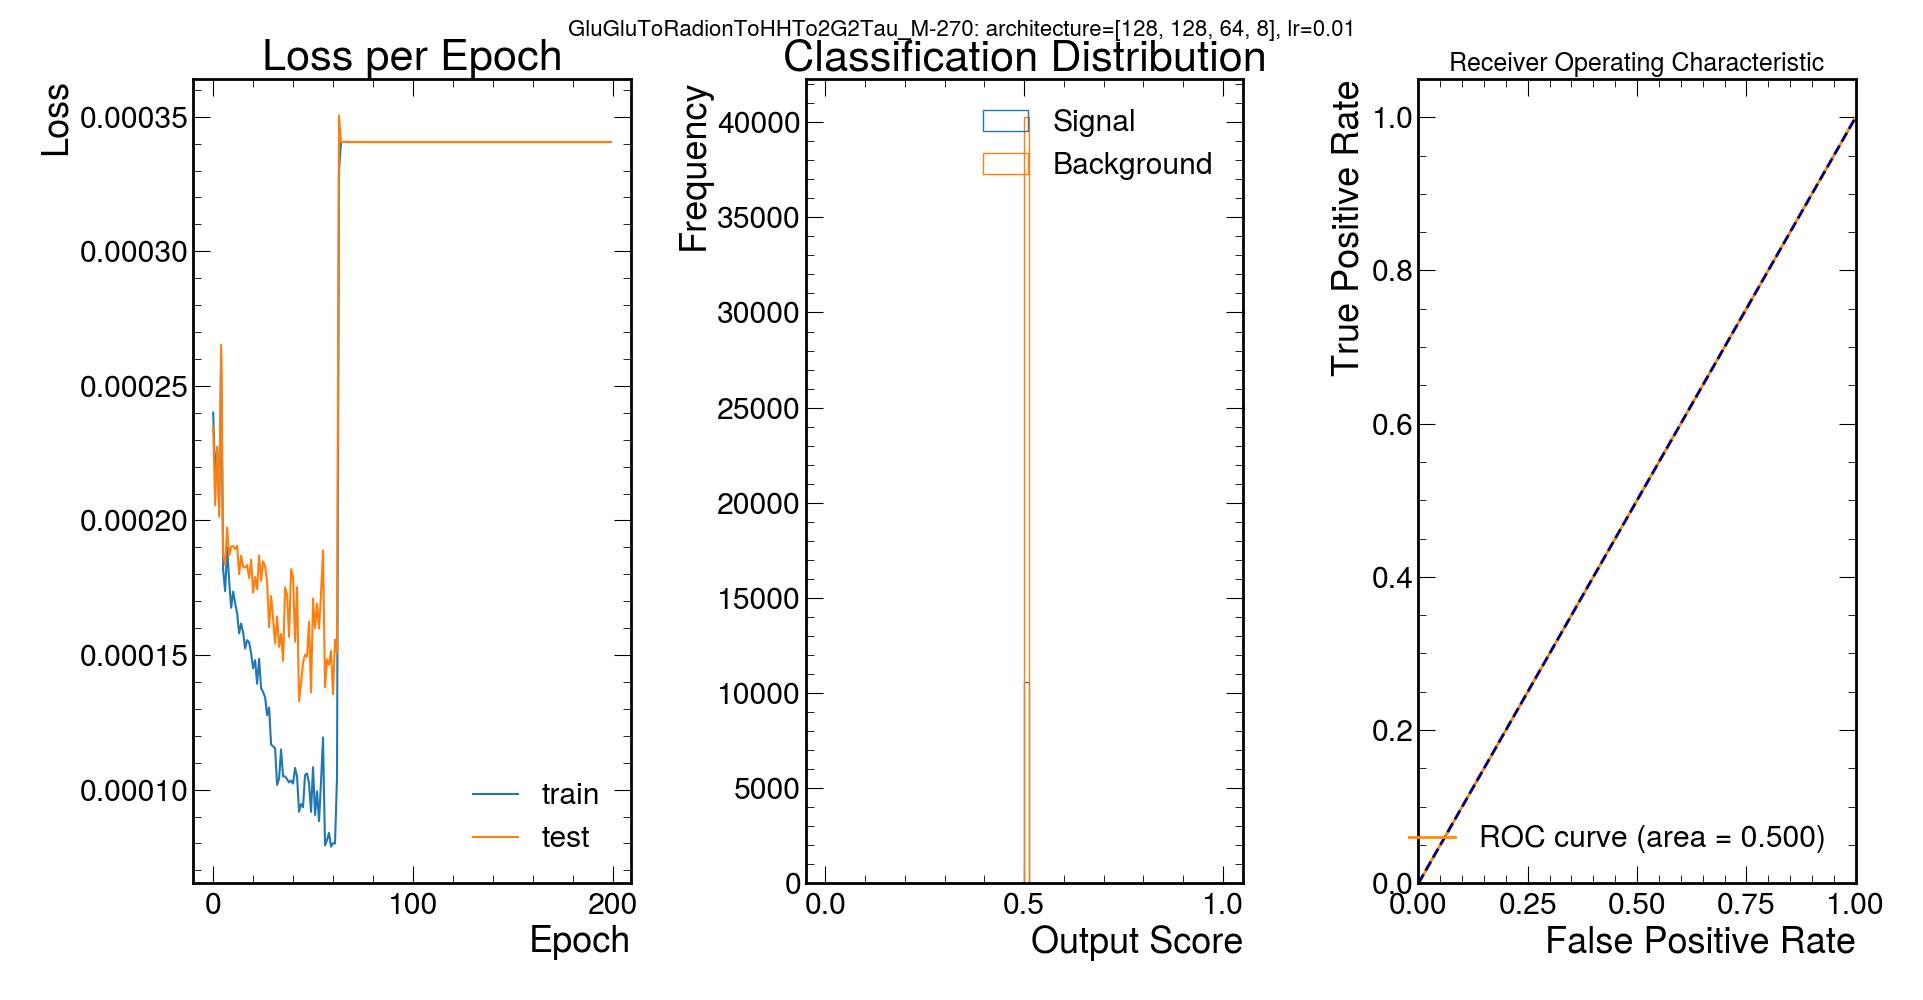 GluGluToRadionToHHTo2G2Tau_M-270: architecture=[128, 128, 64, 8], lr=0.01
Loss per Epoch
Loss
0.00035
0.00030
0.00025
0.00020
0.00015
0.00010
train
test
0
100
200
Epoch
Classification Distribution
Frequency
40000
35000
30000
25000
20000
15000
10000
5000
0
Signal
Background
0.0
0.5
1.0
Output Score
Receiver Operating Characteristic
True Positive Rate
1.0
0.8
0.6
0.4
0.2
0.0
ROC curve (area = 0.500)
0.00
0.25
0.50
0.75
1.00
False Positive Rate